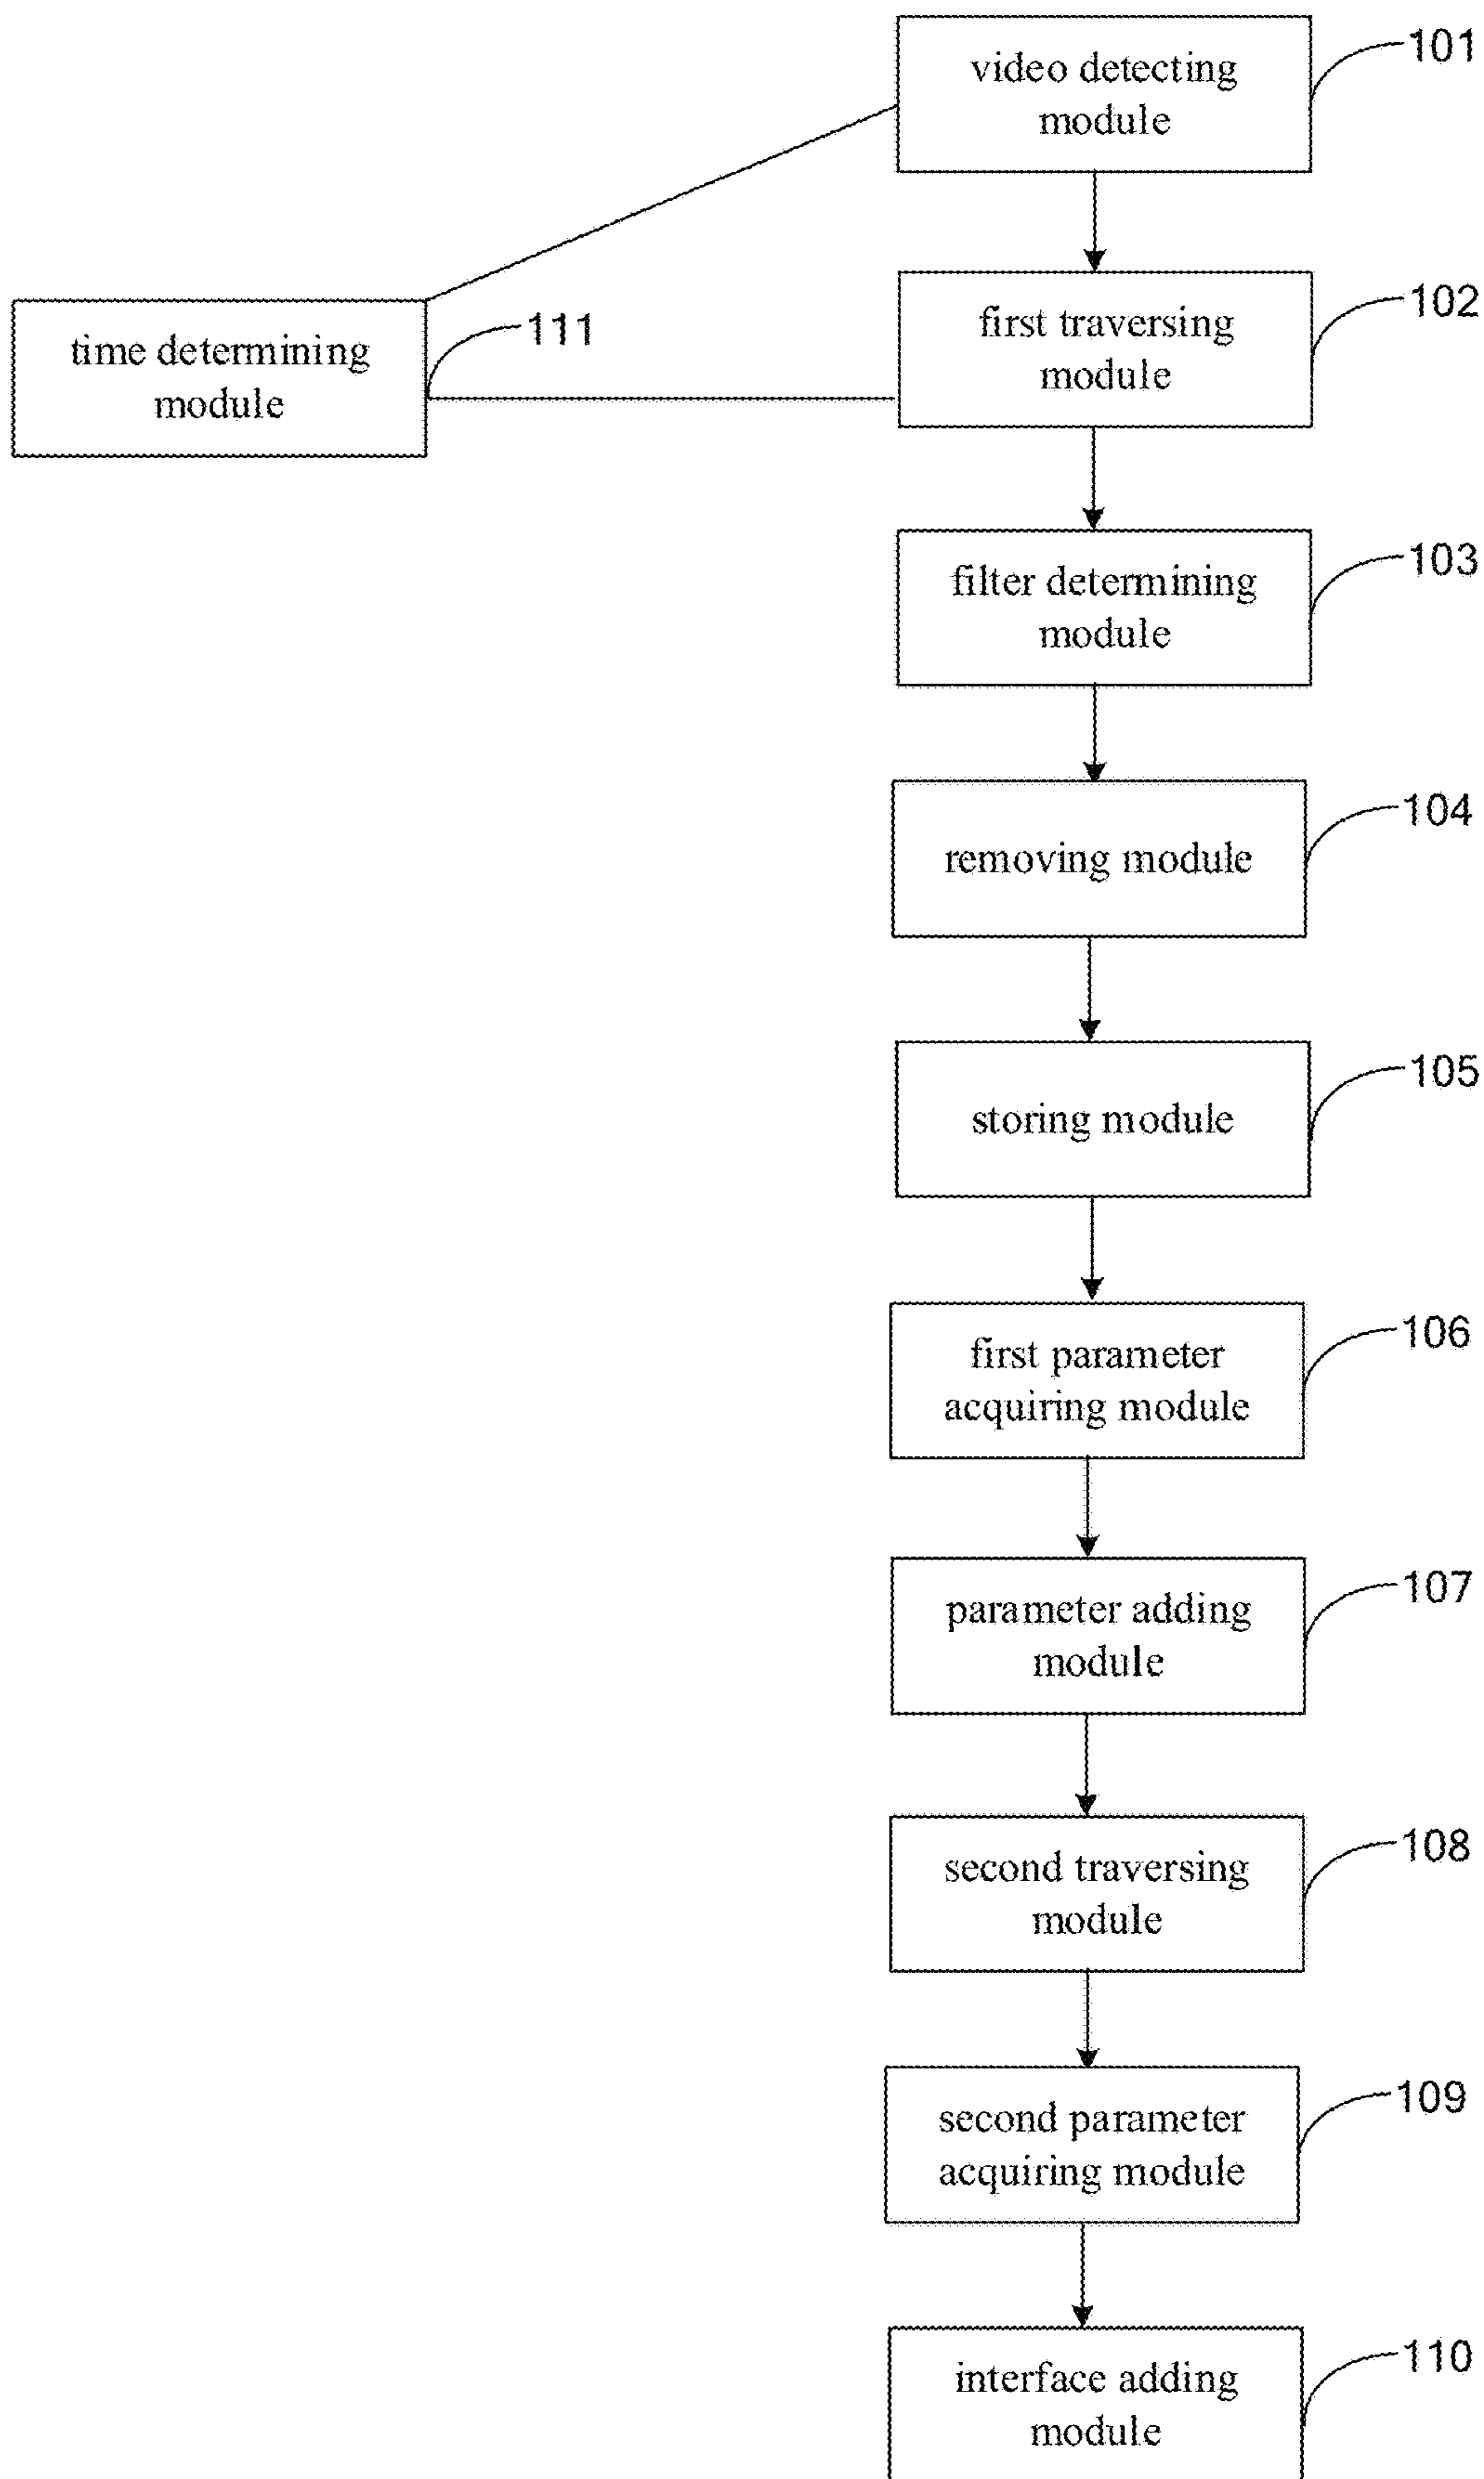 video detecting
module
101
time determining
module
111
first traversing
module
102
filter determining
module
103
removing module
104
storing module
105
first parameter
acquiring module
106
parameter adding
module
107
second traversing
module
108
second parameter
acquiring module
109
interface adding
module
110